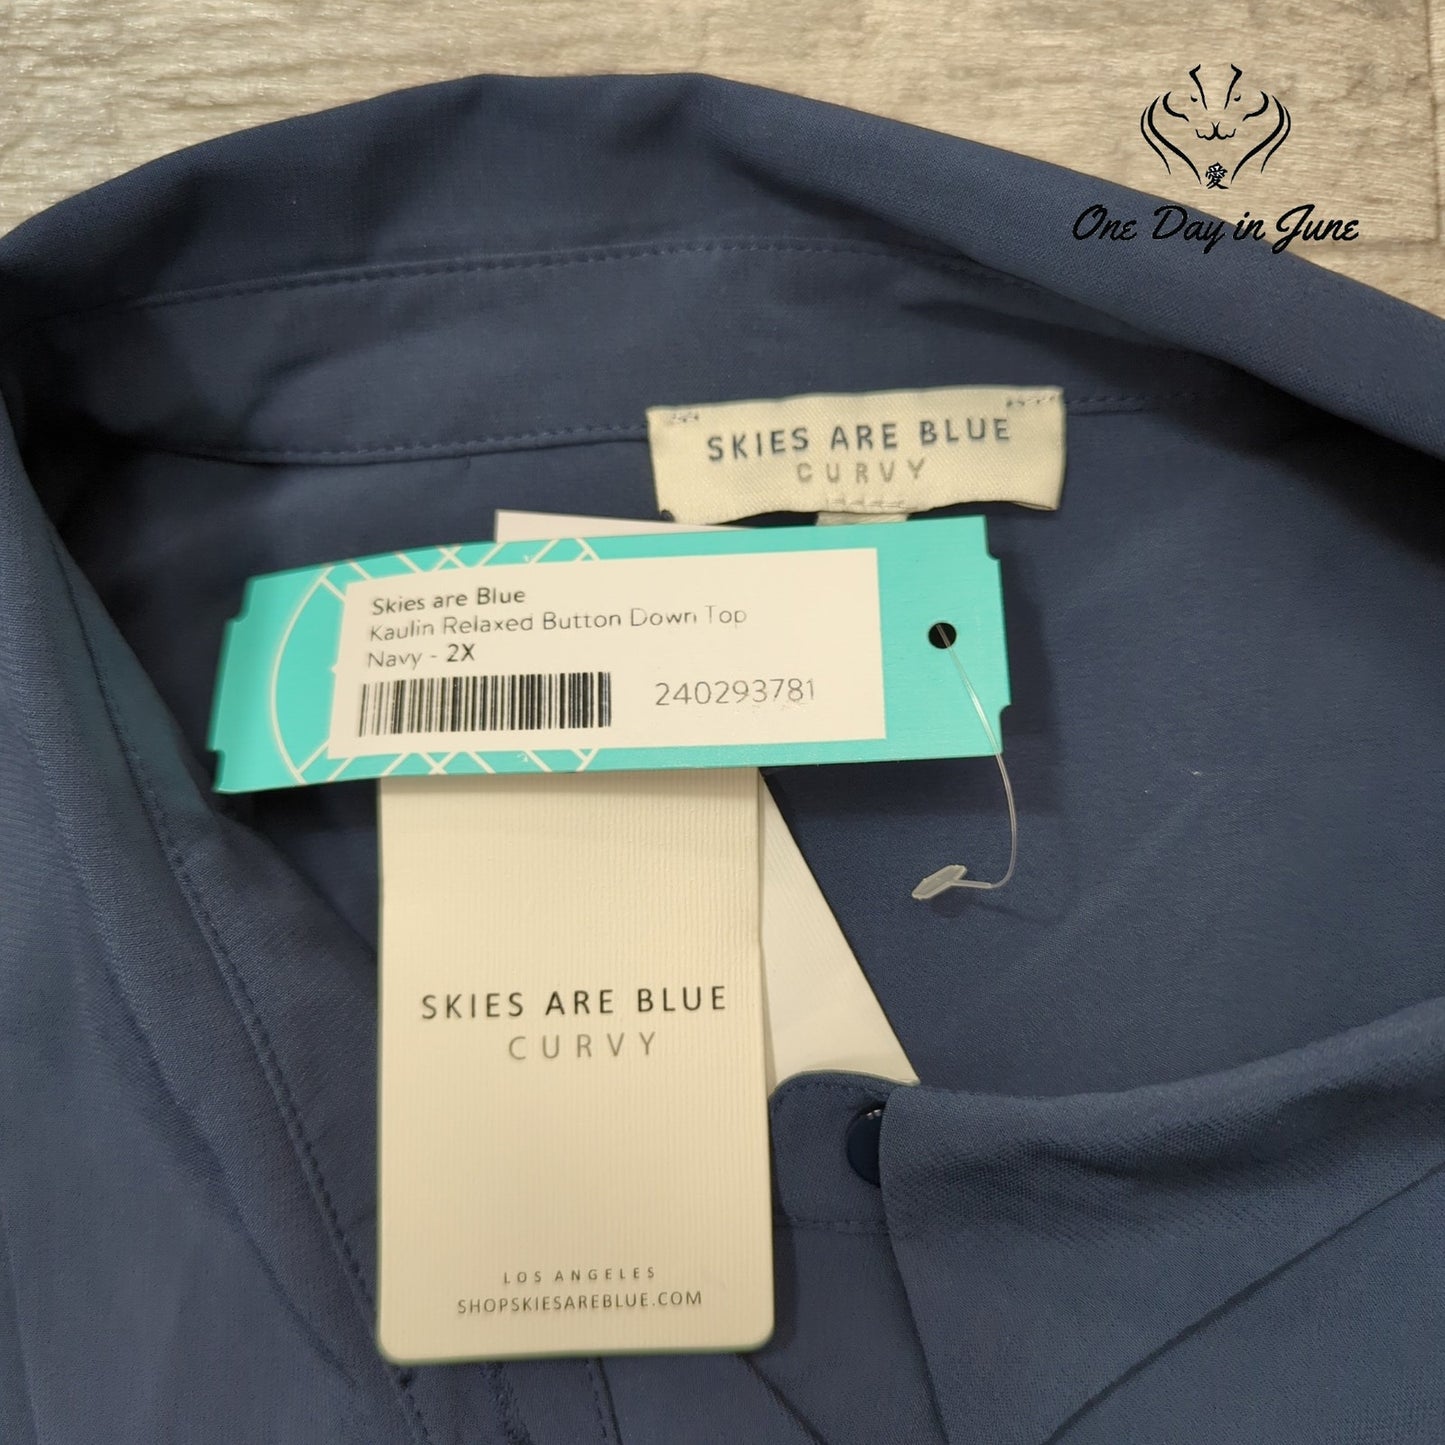 愛
One Day in June
SKIES ARE BLUE
CURVY
Skies are Blue
Kaulin Relaxed Button Down Top
Navy - 2X
240293781
SKIES ARE BLUE
CURVY
LOS ANGELES
SHOPSKIESAREBLUE.COM